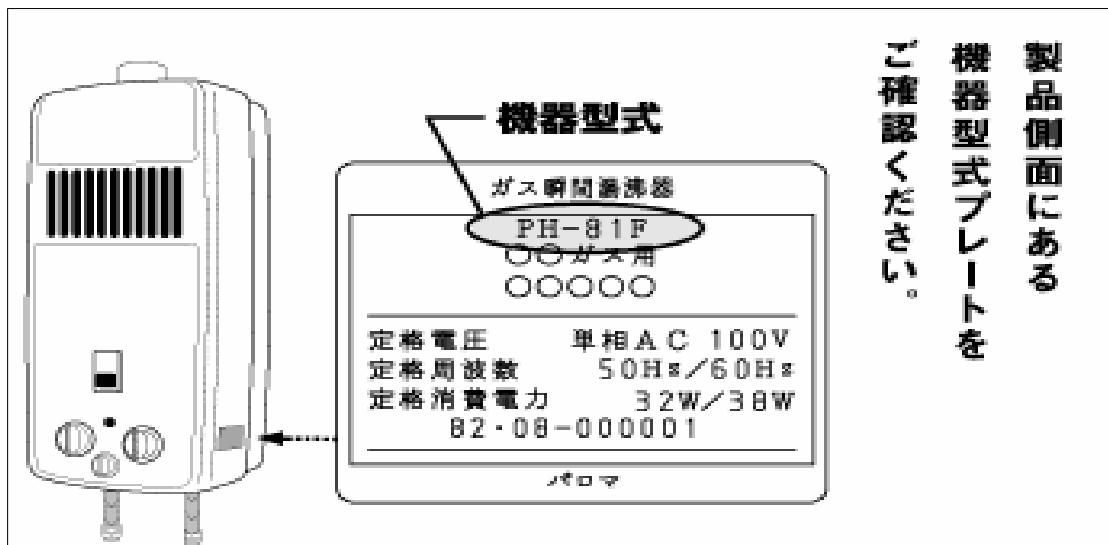 製品側面にある
機器型式プレートを
ご確認ください。
機器型式
ガス瞬間湯沸器
PH-81F
○○ガス用
○○○○○
定格電圧 単相AC 100V
定格周波数 50Hz/60Hz
定格消費電力 32W/38W
82・08-000001
パロマ